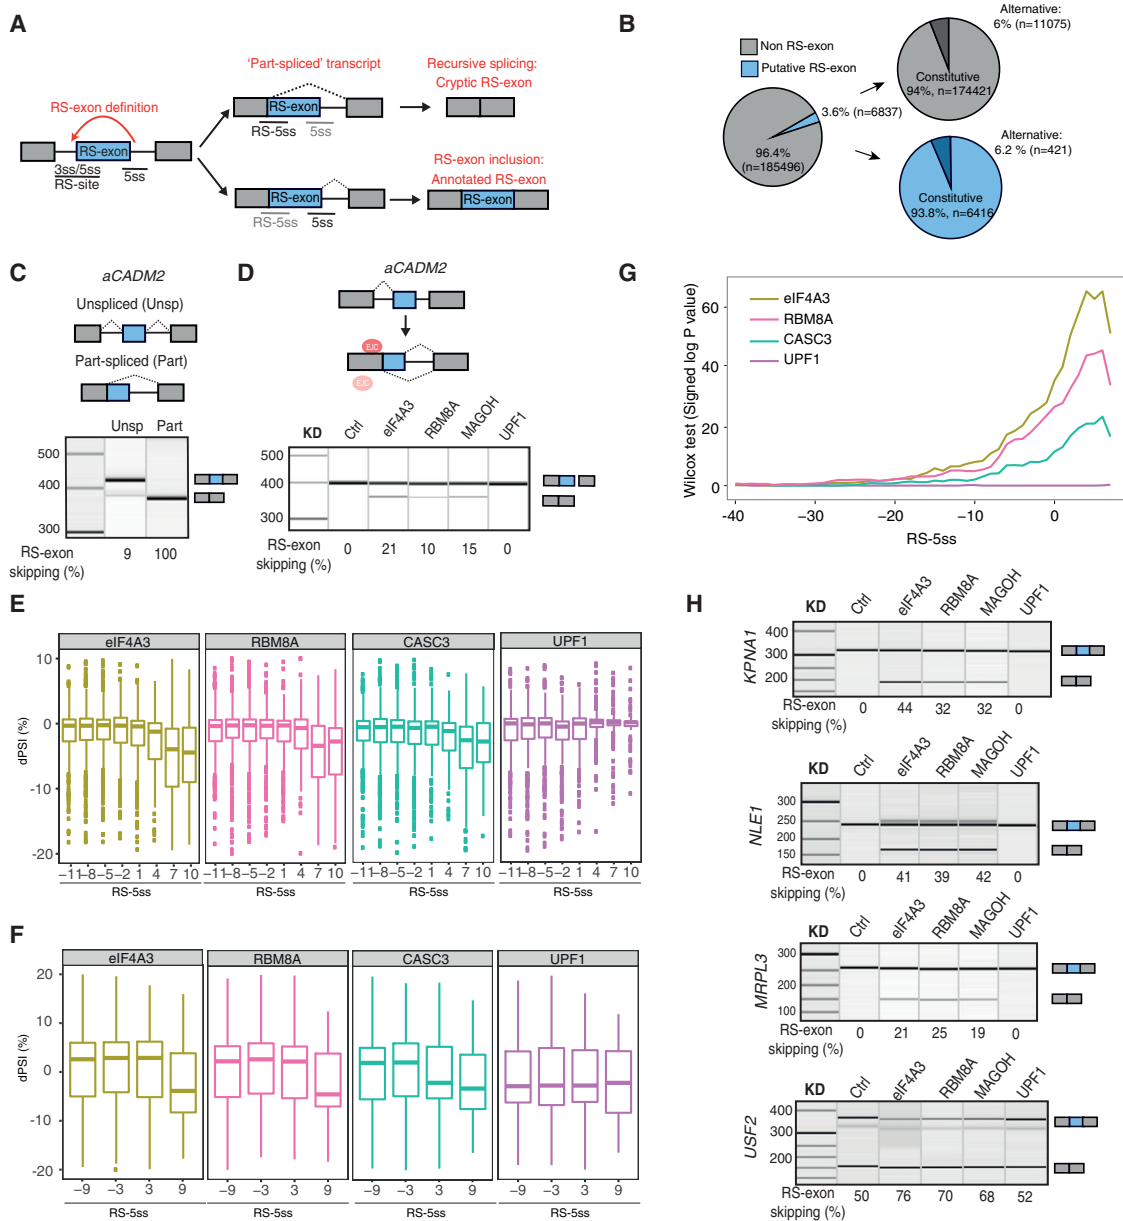 A
RS-exon definition
RS-exon
3ss/5ss
RS-site
5ss
'Part-spliced' transcript
RS-exon
RS-5ss
5ss
Recursive splicing:
Cryptic RS-exon
RS-exon
RS-5ss
5ss
RS-exon inclusion:
Annotated RS-exon
RS-exon
B
Non RS-exon
Putative RS-exon
96.4%
(n=185496)
3.6% (n=6837)
Alternative:
6% (n=11075)
Constitutive
94%, n=174421
Alternative:
6.2 % (n=421)
Constitutive
93.8%, n=6416
C
aCADM2
Unspliced (Unsp)
Part-spliced (Part)
Unsp Part
500
400
300
RS-exon
skipping (%)
9 100
D
aCADM2
EJC
EJC
KD Ctrl eIF4A3 RBM8A MAGOH UPF1
500
400
300
RS-exon
skipping (%)
0 21 10 15 0
E
eIF4A3 RBM8A CASC3 UPF1
dPSI (%)
10
0
-10
-20
-11 -8 -5 -2 1 4 7 10
-11 -8 -5 -2 1 4 7 10
-11 -8 -5 -2 1 4 7 10
-11 -8 -5 -2 1 4 7 10
RS-5ss RS-5ss RS-5ss RS-5ss
F
eIF4A3 RBM8A CASC3 UPF1
dPSI (%)
20
10
0
-10
-20
-9 -3 3 9
-9 -3 3 9
-9 -3 3 9
-9 -3 3 9
RS-5ss RS-5ss RS-5ss RS-5ss
G
Wilcox test (Signed log P value)
60
40
20
0
eIF4A3
RBM8A
CASC3
UPF1
-40 -30 -20 -10 0
RS-5ss
H
KD Ctrl eIF4A3 RBM8A MAGOH UPF1
KPNA1
400
300
200
RS-exon
skipping (%)
0 44 32 32 0
KD Ctrl eIF4A3 RBM8A MAGOH UPF1
NLE1
300
250
200
150
RS-exon
skipping (%)
0 41 39 42 0
KD Ctrl eIF4A3 RBM8A MAGOH UPF1
MRPL3
300
200
100
RS-exon
skipping (%)
0 21 25 19 0
KD Ctrl eIF4A3 RBM8A MAGOH UPF1
USF2
400
300
200
RS-exon
skipping (%)
50 76 70 68 52